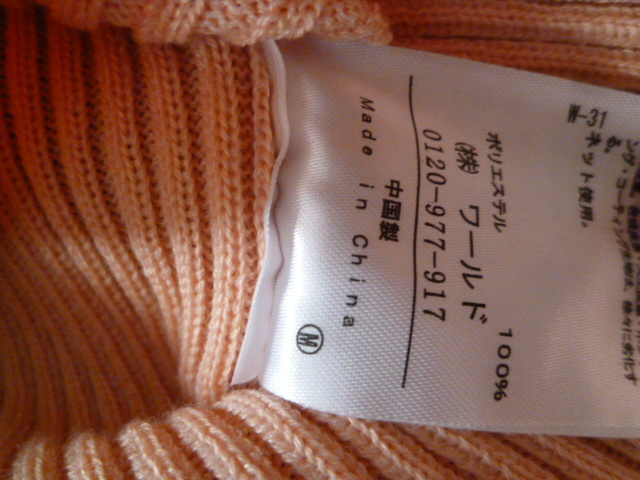 W-31
ネット使用。
ポリエステル 100%
㈱ ワールド
0120-977-917
中国製
Made in China
M